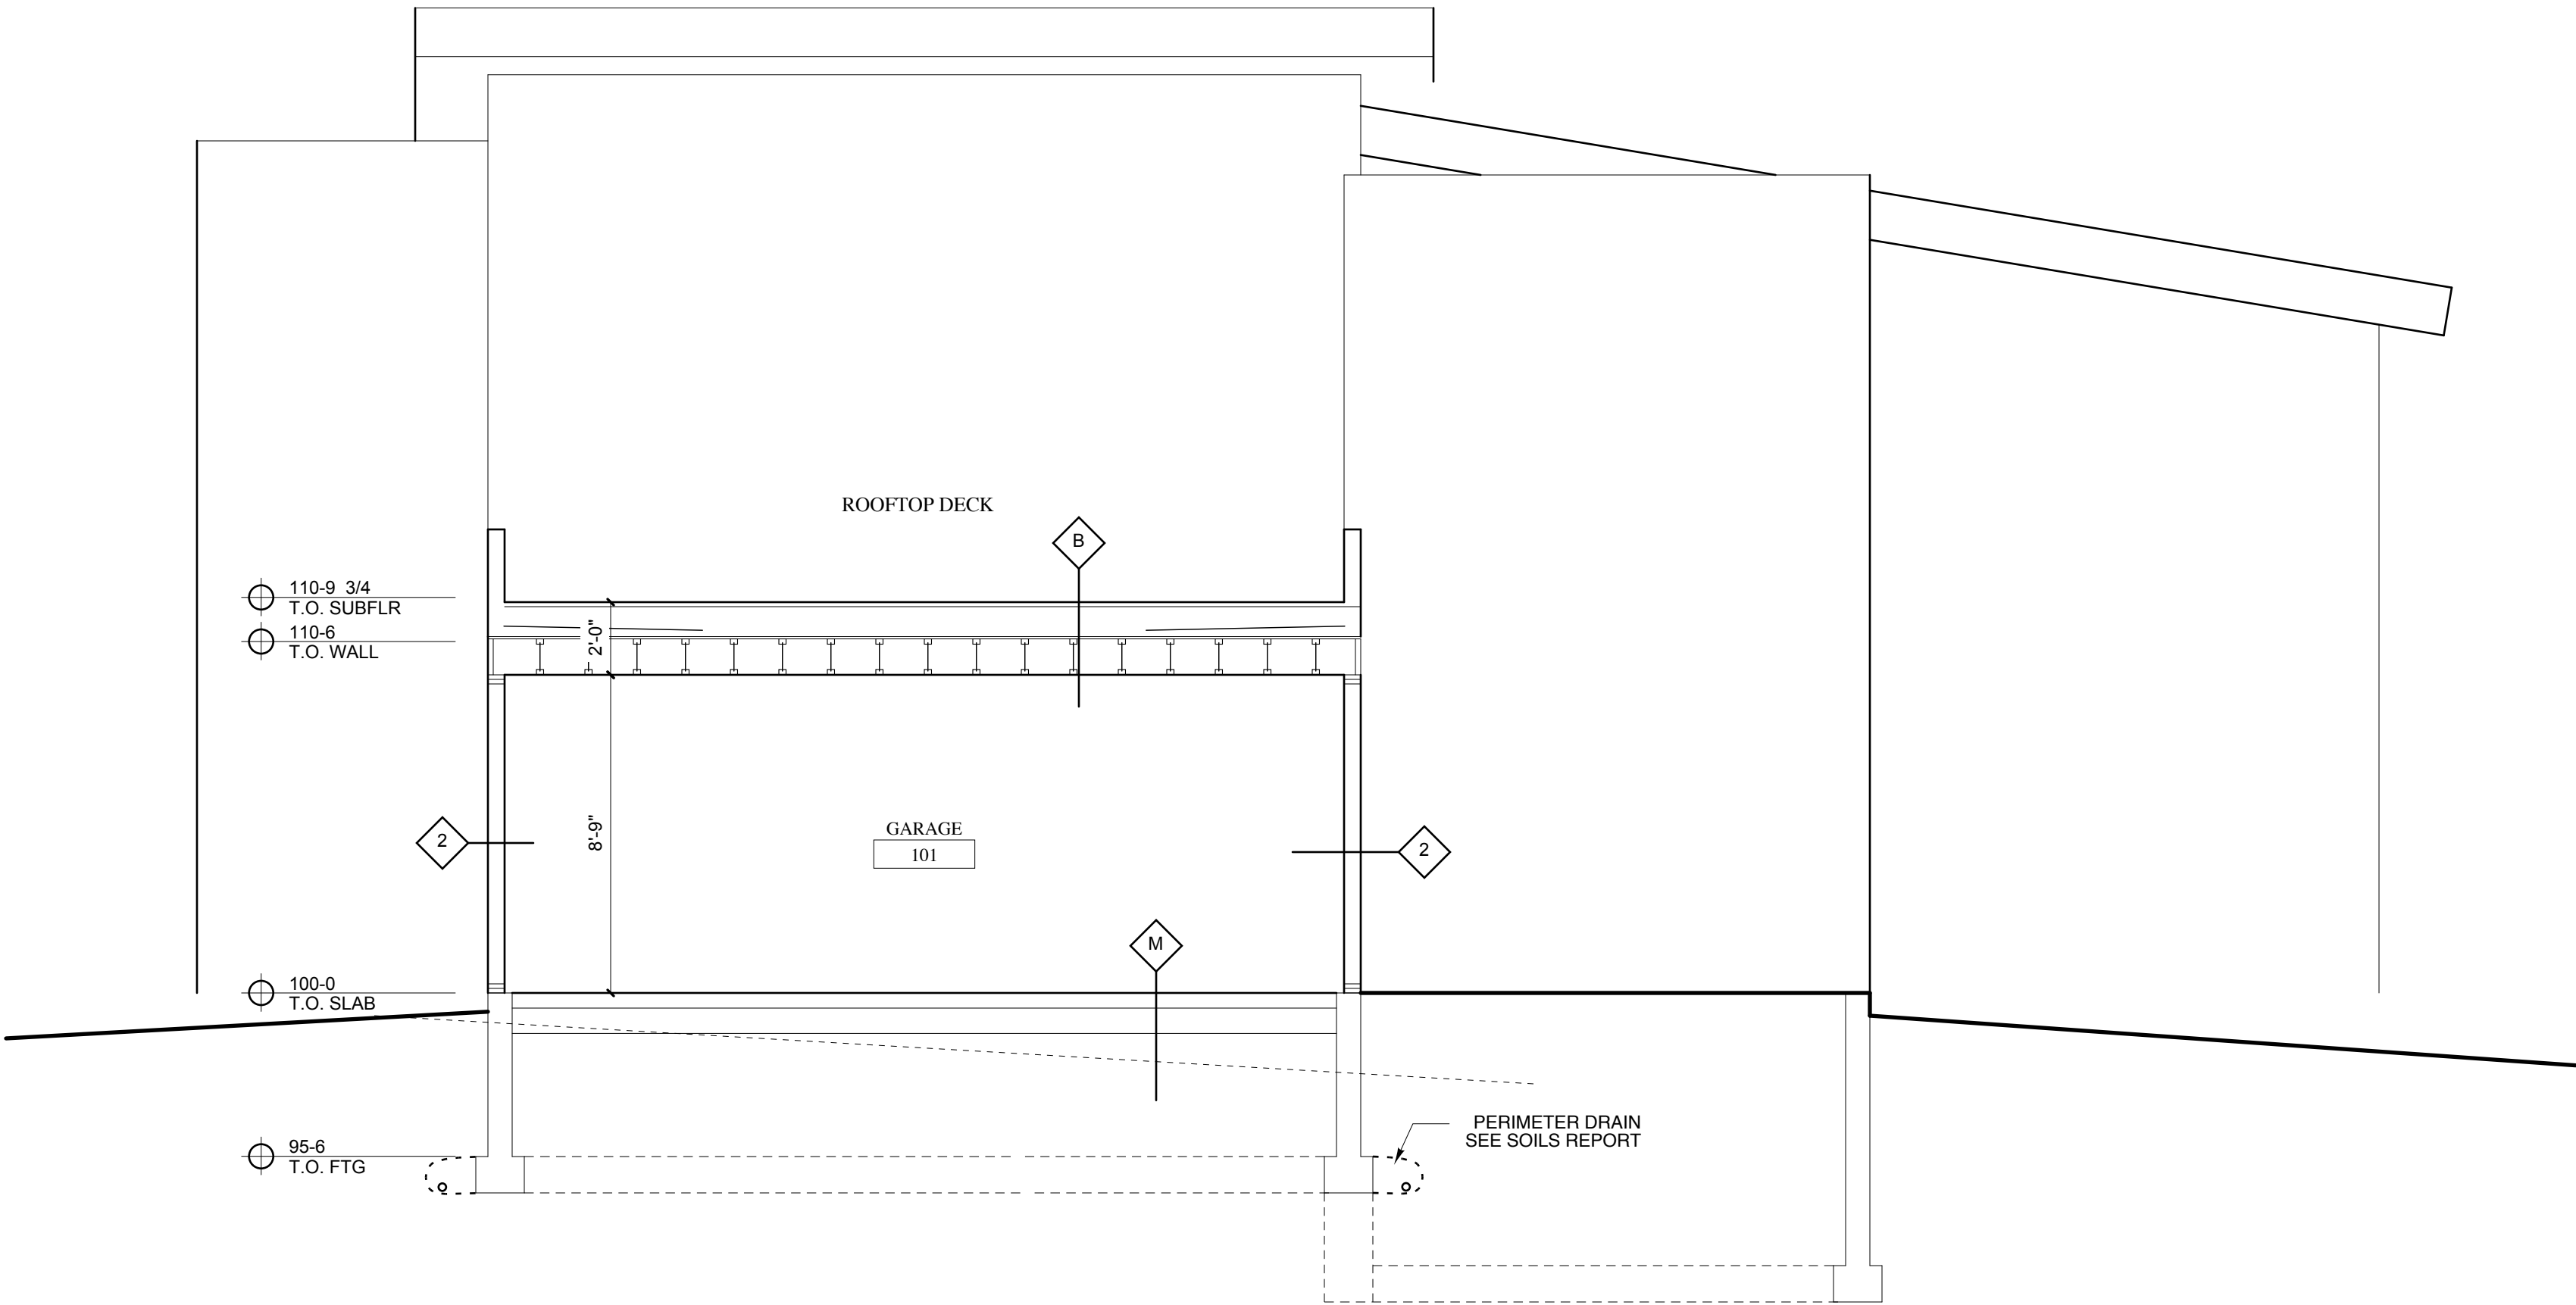 ROOFTOP DECK
B
110-9 3/4
T.O. SUBFLR
110-6
T.O. WALL
2'-0"
8'-9"
2
GARAGE
101
2
M
100-0
T.O. SLAB
PERIMETER DRAIN
SEE SOILS REPORT
95-6
T.O. FTG